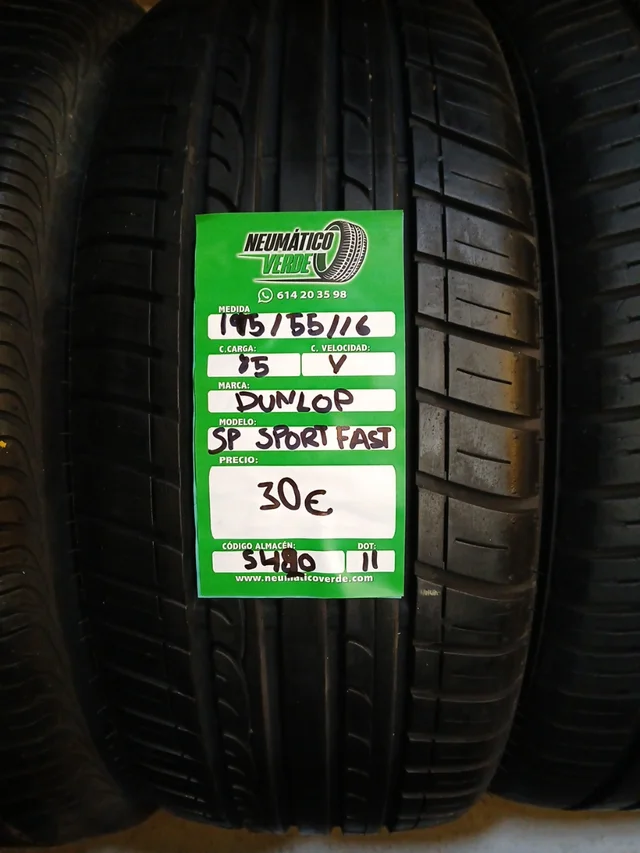 NEUMÁTICO
VERDE
614 20 35 98
MEDIDA
195/55/16
C.CARGA: C. VELOCIDAD:
85 V
MARCA:
DUNLOP
MODELO:
SP SPORT FAST
PRECIO:
30€
CÓDIGO ALMACÉN: DOT:
5480 11
www.neumaticoverde.com